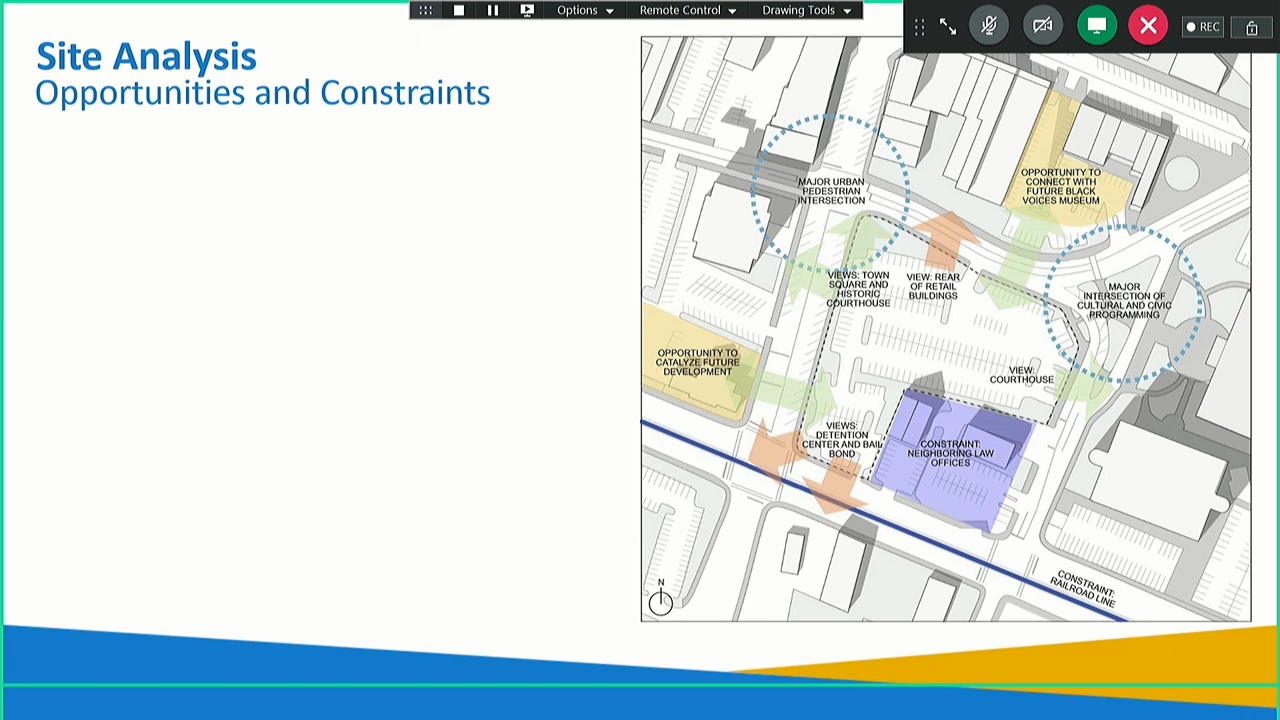 Options
Remote Control
Drawing Tools
REC
Site Analysis
Opportunities and Constraints
MAJOR URBAN
PEDESTRIAN
INTERSECTION
OPPORTUNITY TO
CONNECT WITH
FUTURE BLACK
VOICES MUSEUM
VIEWS: TOWN
SQUARE AND
HISTORIC
COURTHOUSE
VIEW: REAR
OF RETAIL
BUILDINGS
MAJOR
INTERSECTION OF
CULTURAL AND CIVIC
PROGRAMMING
OPPORTUNITY TO
CATALYZE FUTURE
DEVELOPMENT
VIEW:
COURTHOUSE
VIEWS:
DETENTION
CENTER AND BAIL
BOND
CONSTRAINT:
NEIGHBORING LAW
OFFICES
CONSTRAINT:
RAILROAD LINE
N